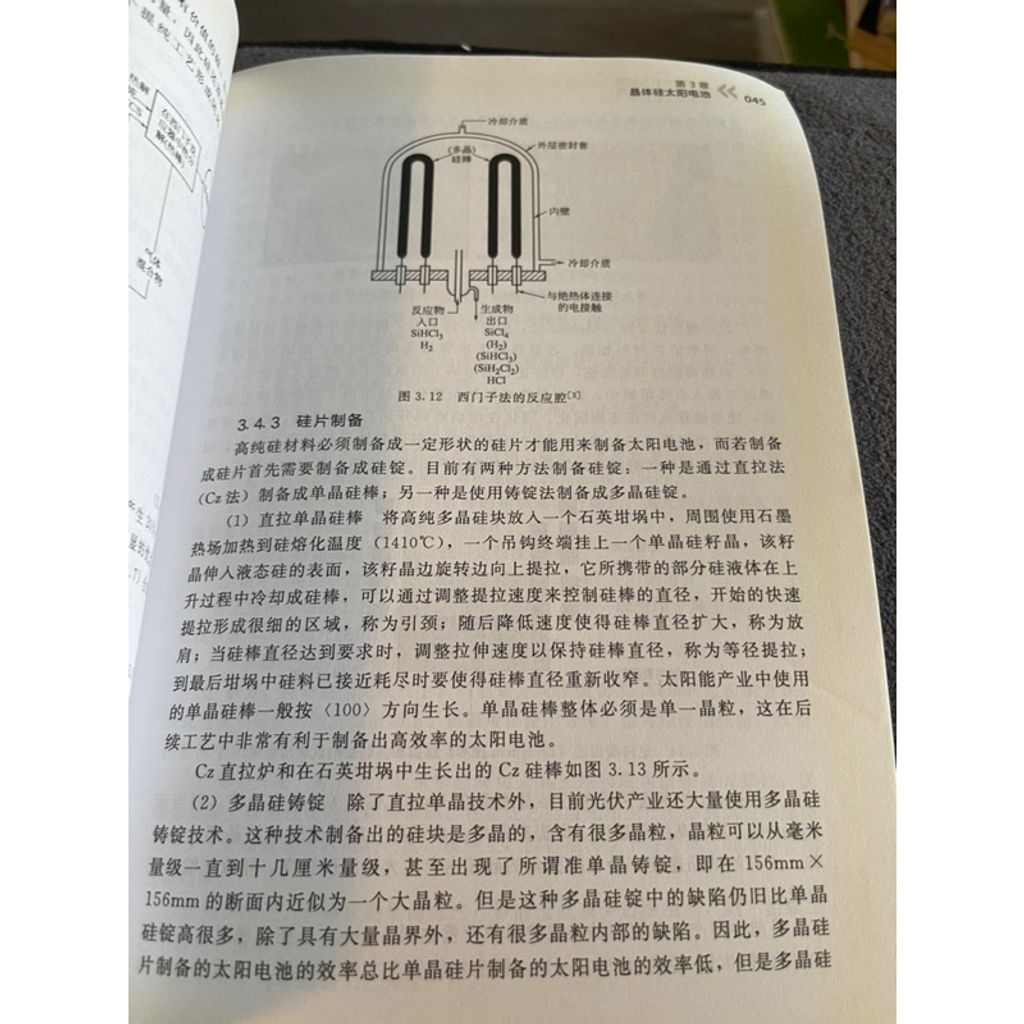 有价值的
提纯工艺形
热解
在西门子反
应器中热分
解(热棒)
气体
混合物
第3章
晶体硅太阳电池
045
冷却介质
(多晶)
硅棒
外层密封套
内壁
冷却介质
与绝热体连接
的电接触
反应物
入口
SiHCl₃
H₂
生成物
出口
SiCl₄
(H₂)
(SiHCl₃)
(SiH₂Cl₂)
HCl
图 3.12 西门子法的反应腔[3]
3.4.3 硅片制备
高纯硅材料必须制备成一定形状的硅片才能用来制备太阳电池，而若制备
成硅片首先需要制备成硅锭。目前有两种方法制备硅锭：一种是通过直拉法
（Cz 法）制备成单晶硅棒；另一种是使用铸锭法制备成多晶硅锭。
（1）直拉单晶硅棒 将高纯多晶硅块放入一个石英坩埚中，周围使用石墨
热场加热到硅熔化温度（1410℃），一个吊钩终端挂上一个单晶硅籽晶，该籽
晶伸入液态硅的表面，该籽晶边旋转边向上提拉，它所携带的部分硅液体在上
升过程中冷却成硅棒，可以通过调整提拉速度来控制硅棒的直径，开始的快速
提拉形成很细的区域，称为引颈；随后降低速度使得硅棒直径扩大，称为放
肩；当硅棒直径达到要求时，调整拉伸速度以保持硅棒直径，称为等径提拉；
到最后坩埚中硅料已接近耗尽时要使得硅棒直径重新收窄。太阳能产业中使用
的单晶硅棒一般按〈100〉方向生长。单晶硅棒整体必须是单一晶粒，这在后
续工艺中非常有利于制备出高效率的太阳电池。
Cz 直拉炉和在石英坩埚中生长出的 Cz 硅棒如图 3.13 所示。
（2）多晶硅铸锭 除了直拉单晶技术外，目前光伏产业还大量使用多晶硅
铸锭技术。这种技术制备出的硅块是多晶的，含有很多晶粒，晶粒可以从毫米
量级一直到十几厘米量级，甚至出现了所谓准单晶铸锭，即在 156mm×
156mm 的断面内近似为一个大晶粒。但是这种多晶硅锭中的缺陷仍旧比单晶
硅锭高很多，除了具有大量晶界外，还有很多晶粒内部的缺陷。因此，多晶硅
片制备的太阳电池的效率总比单晶硅片制备的太阳电池的效率低，但是多晶硅